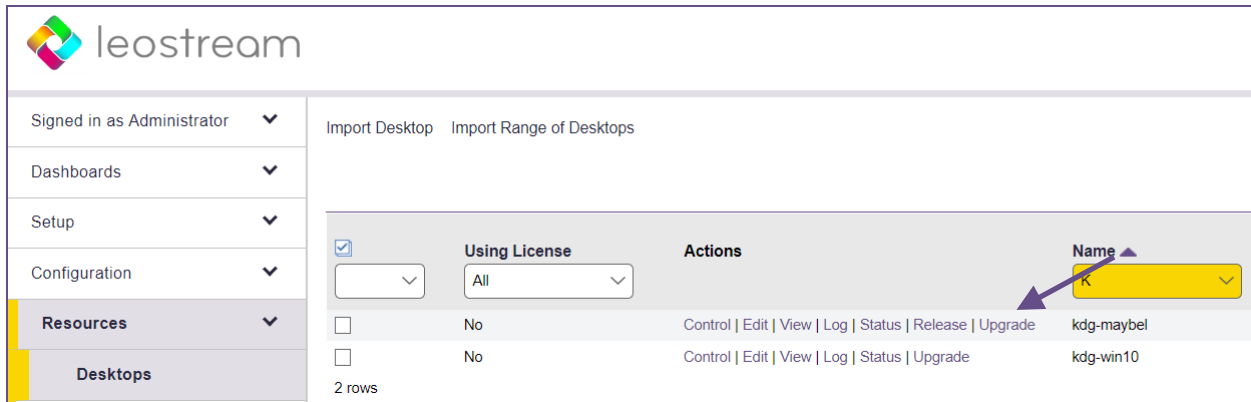 leostream
Signed in as Administrator
Dashboards
Setup
Configuration
Resources
Desktops
Import Desktop Import Range of Desktops
Using License Actions Name
All K
No Control | Edit | View | Log | Status | Release | Upgrade kdg-maybel
No Control | Edit | View | Log | Status | Upgrade kdg-win10
2 rows